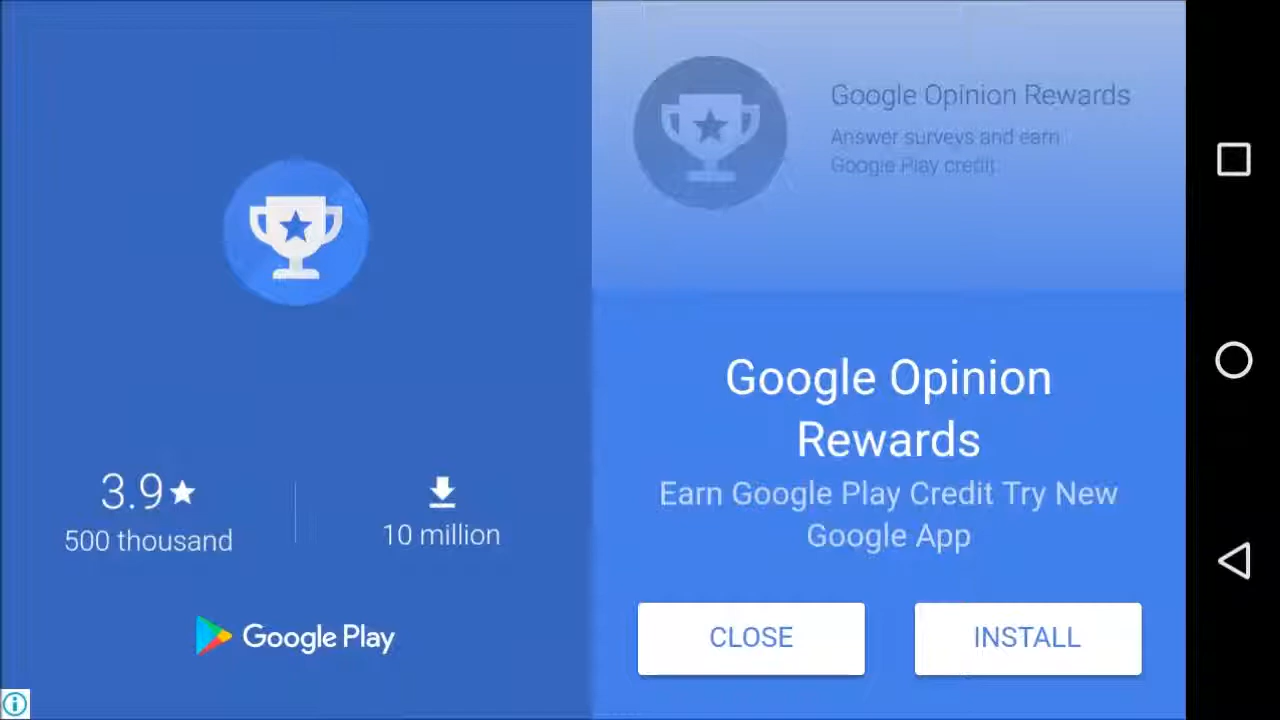 3.9
500 thousand
10 million
Google Play
Google Opinion Rewards
Answer surveys and earn
Google Play credit
Google Opinion
Rewards
Earn Google Play Credit Try New
Google App
CLOSE
INSTALL